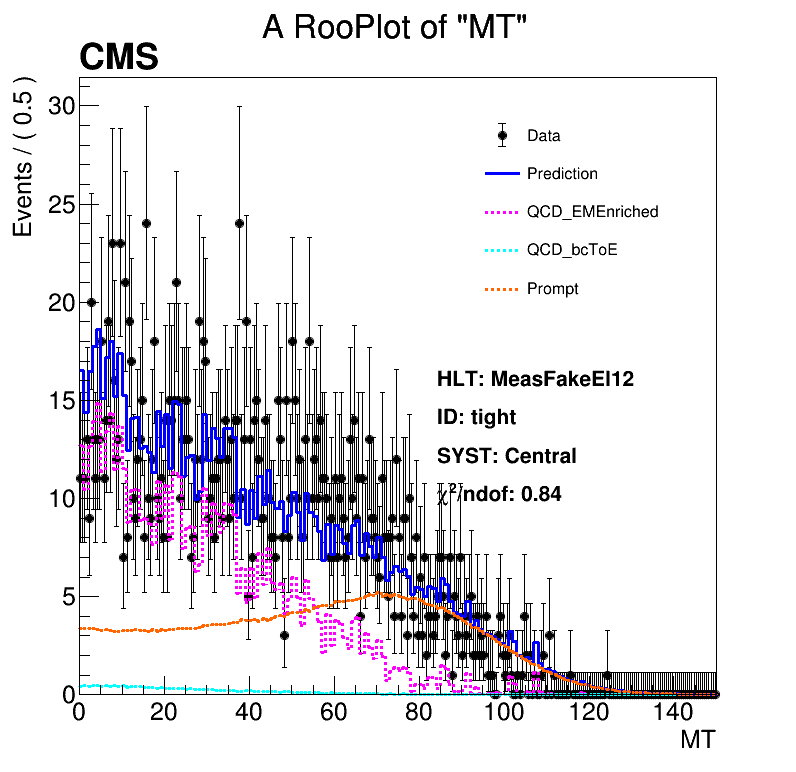 A RooPlot of "MT"
CMS
Events / ( 0.5 )
30
25
20
15
10
5
0
Data
Prediction
QCD_EMEnriched
QCD_bcToE
Prompt
HLT: MeasFakeEl12
ID: tight
SYST: Central
χ²/ndof: 0.84
0 20 40 60 80 100 120 140
MT